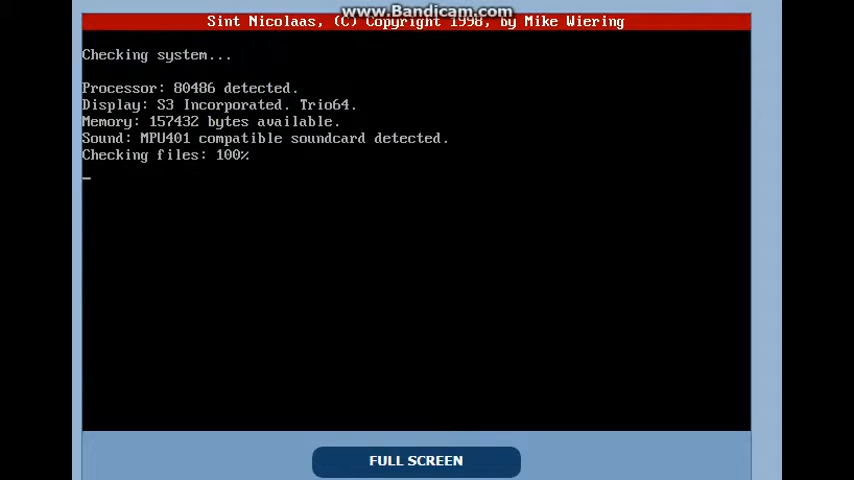 www.Bandicam.com
Sint Nicolaas, (C) Copyright 1998, by Mike Wiering
Checking system...
Processor: 80486 detected.
Display: S3 Incorporated. Trio64.
Memory: 157432 bytes available.
Sound: MPU401 compatible soundcard detected.
Checking files: 100%
FULL SCREEN